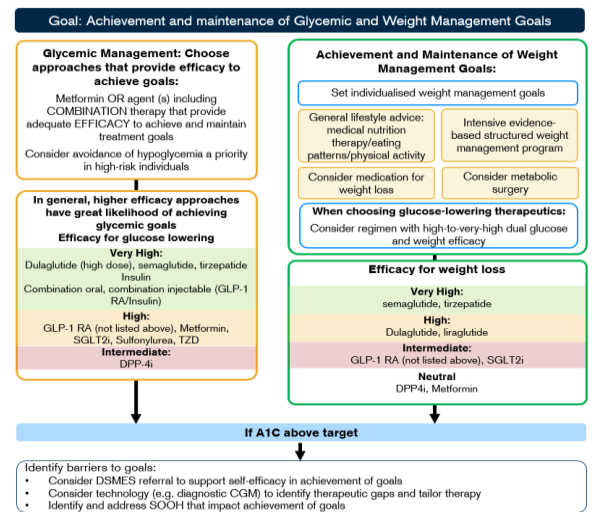 Goal: Achievement and maintenance of Glycemic and Weight Management Goals
Glycemic Management: Choose
approaches that provide efficacy to
achieve goals:
Metformin OR agent (s) including
COMBINATION therapy that provide
adequate EFFICACY to achieve and maintain
treatment goals
Consider avoidance of hypoglycemia a priority
in high-risk individuals
In general, higher efficacy approaches
have great likelihood of achieving
glycemic goals
Efficacy for glucose lowering
Very High:
Dulaglutide (high dose), semaglutide, tirzepatide
Insulin
Combination oral, combination injectable (GLP-1
RA/Insulin)
High:
GLP-1 RA (not listed above), Metformin,
SGLT2i, Sulfonylurea, TZD
Intermediate:
DPP-4i
Achievement and Maintenance of Weight
Management Goals:
Set individualised weight management goals
General lifestyle advice:
medical nutrition
therapy/eating
patterns/physical activity
Intensive evidence-
based structured weight
management program
Consider medication for
weight loss
Consider metabolic
surgery
When choosing glucose-lowering therapeutics:
Consider regimen with high-to-very-high dual glucose
and weight efficacy
Efficacy for weight loss
Very High:
semaglutide, tirzepatide
High:
Dulaglutide, liraglutide
Intermediate:
GLP-1 RA (not listed above), SGLT2i
Neutral
DPP4i, Metformin
If A1C above target
Identify barriers to goals:
• Consider DSMES referral to support self-efficacy in achievement of goals
• Consider technology (e.g. diagnostic CGM) to identify therapeutic gaps and tailor therapy
• Identify and address SOOH that impact achievement of goals